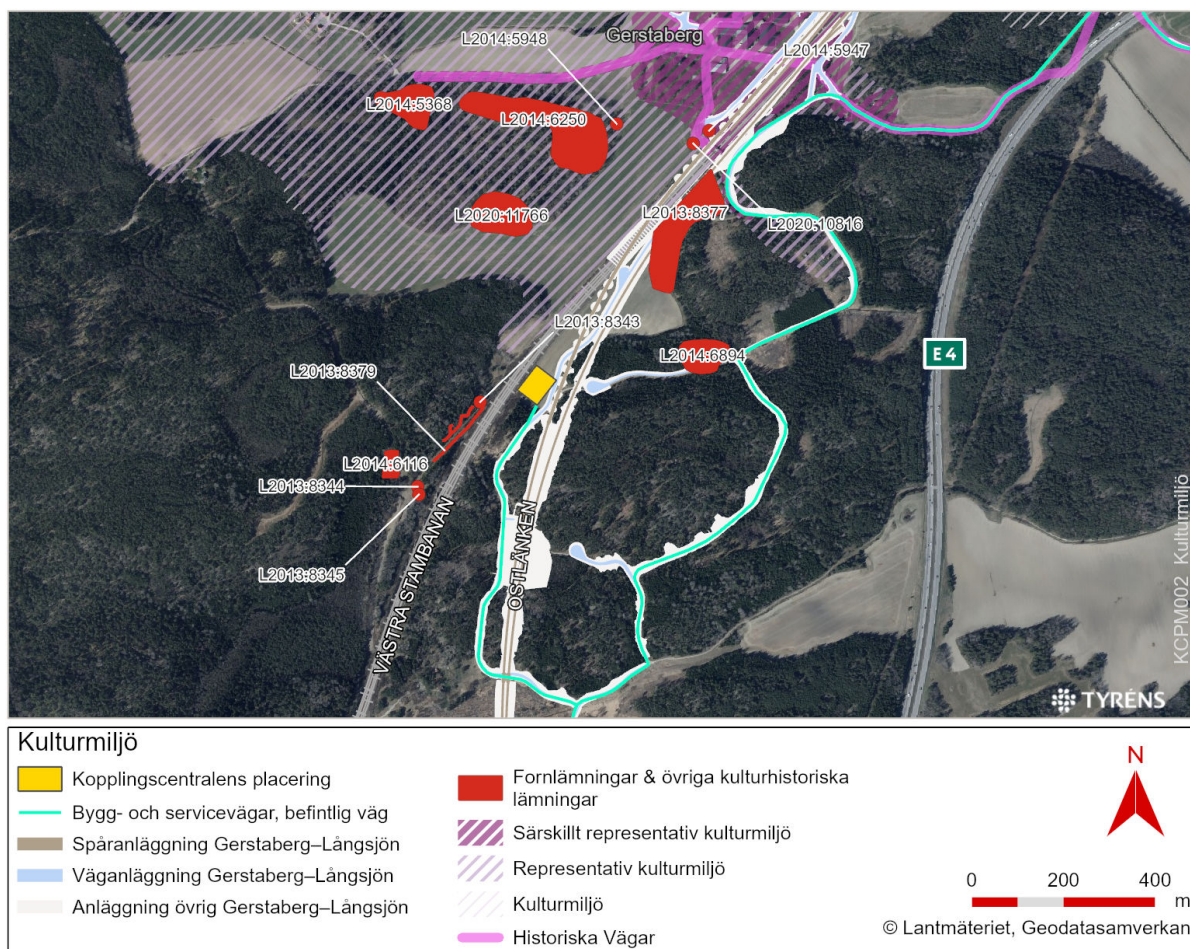 Gerstaberg
L2014:5948
L2014:5947
L2014:5368
L2014:6250
L2020:11766
L2013:8377
L2020:10816
L2013:8343
L2014:6894
E 4
L2013:8379
L2014:6116
L2013:8344
L2013:8345
VÄSTRA STAMBANAN
OSTLÄNKEN
KCPM002 Kulturmiljö
TYRÉNS
Kulturmiljö
Kopplingscentralens placering
Bygg- och servicevägar, befintlig väg
Spåranläggning Gerstaberg–Långsjön
Väganläggning Gerstaberg–Långsjön
Anläggning övrig Gerstaberg–Långsjön
Fornlämningar & övriga kulturhistoriska
lämningar
Särskillt representativ kulturmiljö
Representativ kulturmiljö
Kulturmiljö
Historiska Vägar
N
0 200 400
m
© Lantmäteriet, Geodatasamverkan